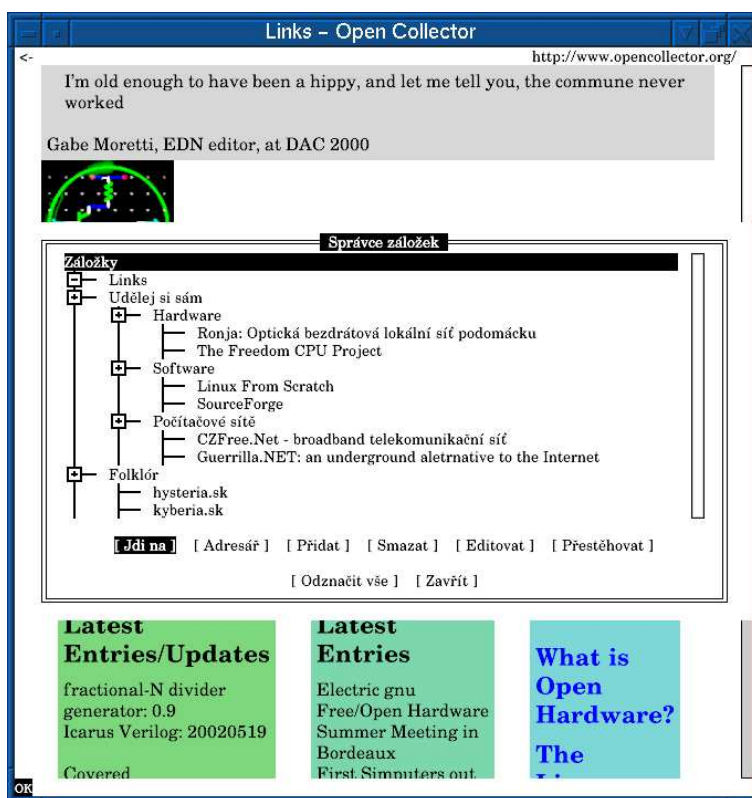 Links – Open Collector
<-
http://www.opencollector.org/
I'm old enough to have been a hippy, and let me tell you, the commune never
worked
Gabe Moretti, EDN editor, at DAC 2000
Správce záložek
Záložky
Links
Udělej si sám
Hardware
Ronja: Optická bezdrátová lokální síť podomácku
The Freedom CPU Project
Software
Linux From Scratch
SourceForge
Počítačové sítě
CZFree.Net - broadband telekomunikační síť
Guerrilla.NET: an underground aletrnative to the Internet
Folklór
hysteria.sk
kyberia.sk
[ Jdi na ] [ Adresář ] [ Přidat ] [ Smazat ] [ Editovat ] [ Přestěhovat ]
[ Odznačit vše ] [ Zavřít ]
Latest
Entries/Updates
fractional-N divider
generator: 0.9
Icarus Verilog: 20020519
Covered
Latest
Entries
Electric gnu
Free/Open Hardware
Summer Meeting in
Bordeaux
First Simputers out
What is
Open
Hardware?
The
OK